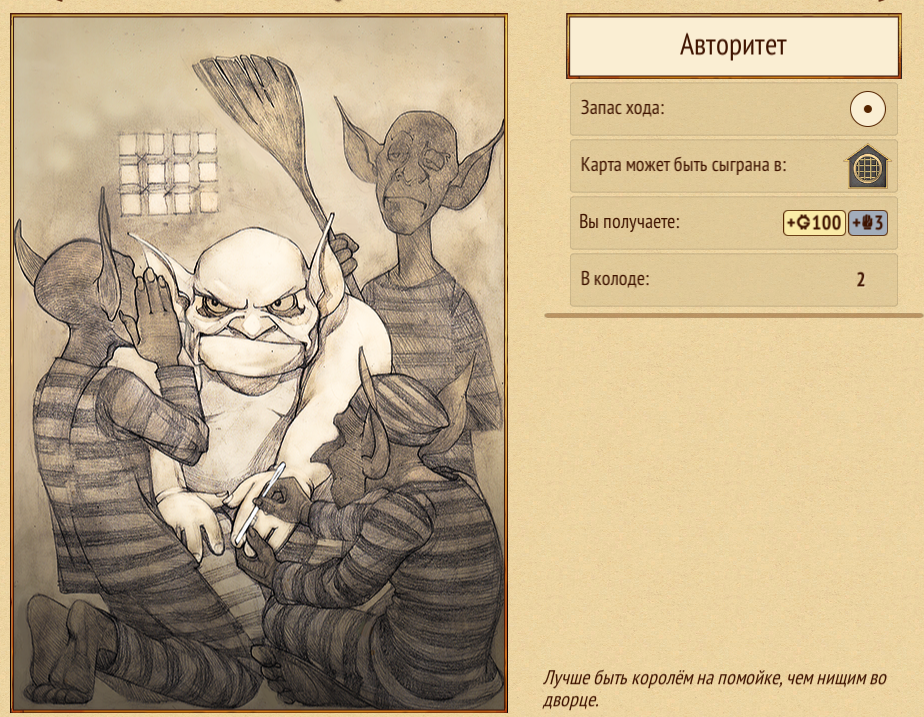 Авторитет
Запас хода:
Карта может быть сыграна в:
Вы получаете: +100 +3
В колоде: 2
Лучше быть королём на помойке, чем нищим во
дворце.